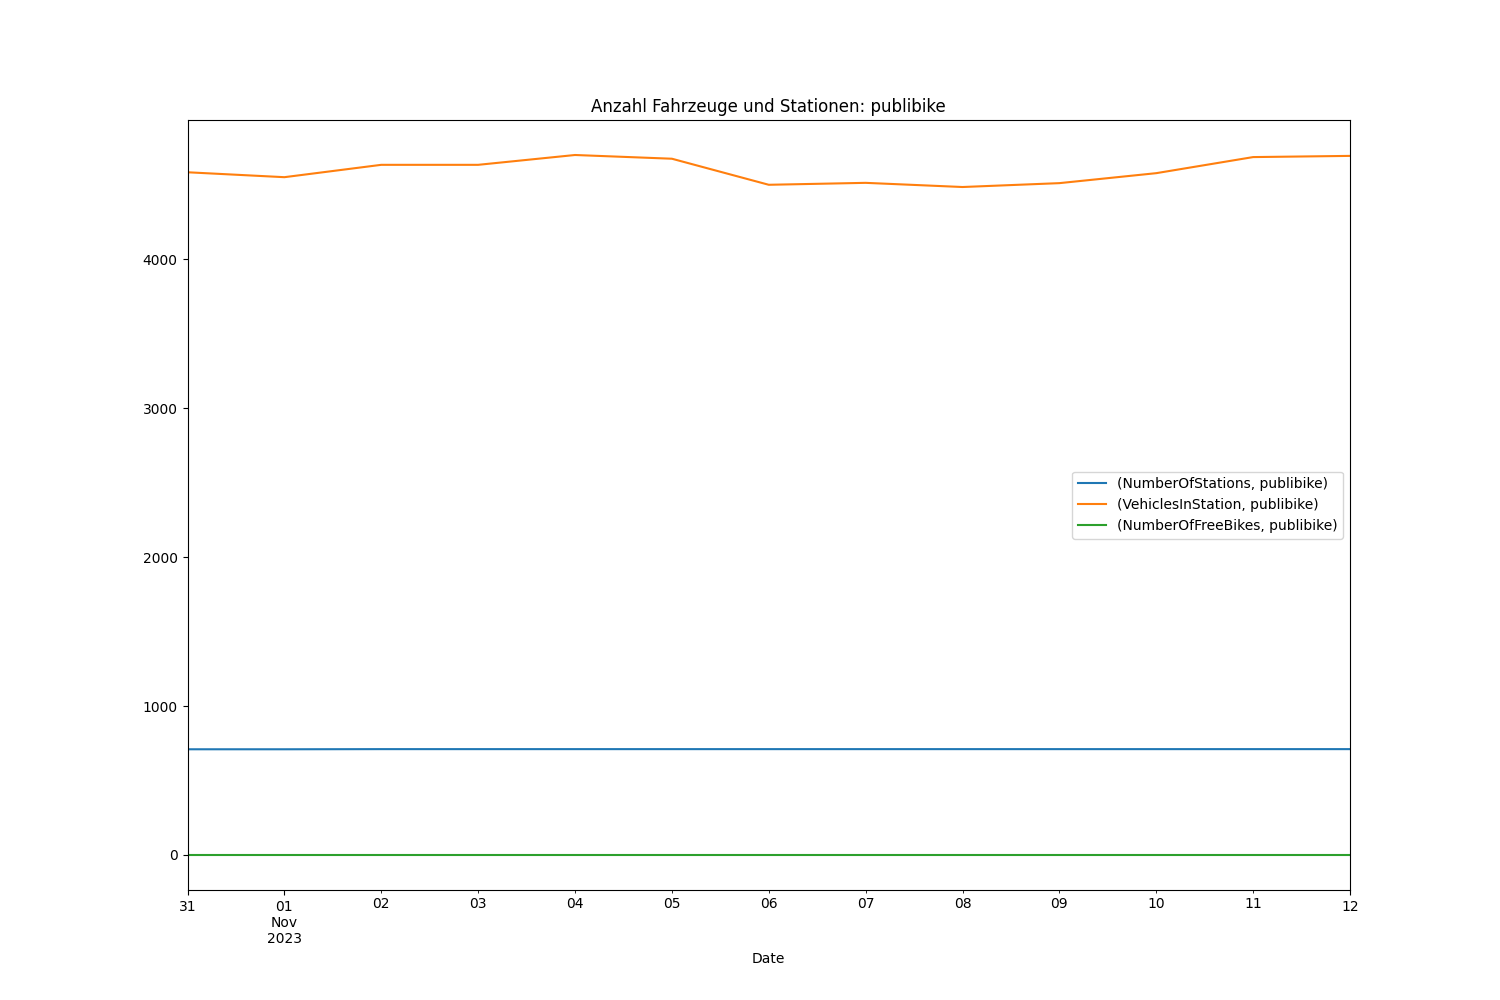 Anzahl Fahrzeuge und Stationen: publibike
4000
3000
2000
1000
0
(NumberOfStations, publibike)
(VehiclesInStation, publibike)
(NumberOfFreeBikes, publibike)
31 01 02 03 04 05 06 07 08 09 10 11 12
Nov
2023
Date